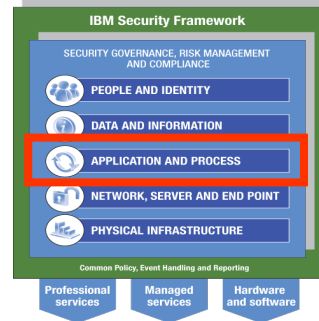 IBM Security Framework
SECURITY GOVERNANCE, RISK MANAGEMENT
AND COMPLIANCE
PEOPLE AND IDENTITY
DATA AND INFORMATION
APPLICATION AND PROCESS
NETWORK, SERVER AND END POINT
PHYSICAL INFRASTRUCTURE
Common Policy, Event Handling and Reporting
Professional services
Managed services
Hardware and software